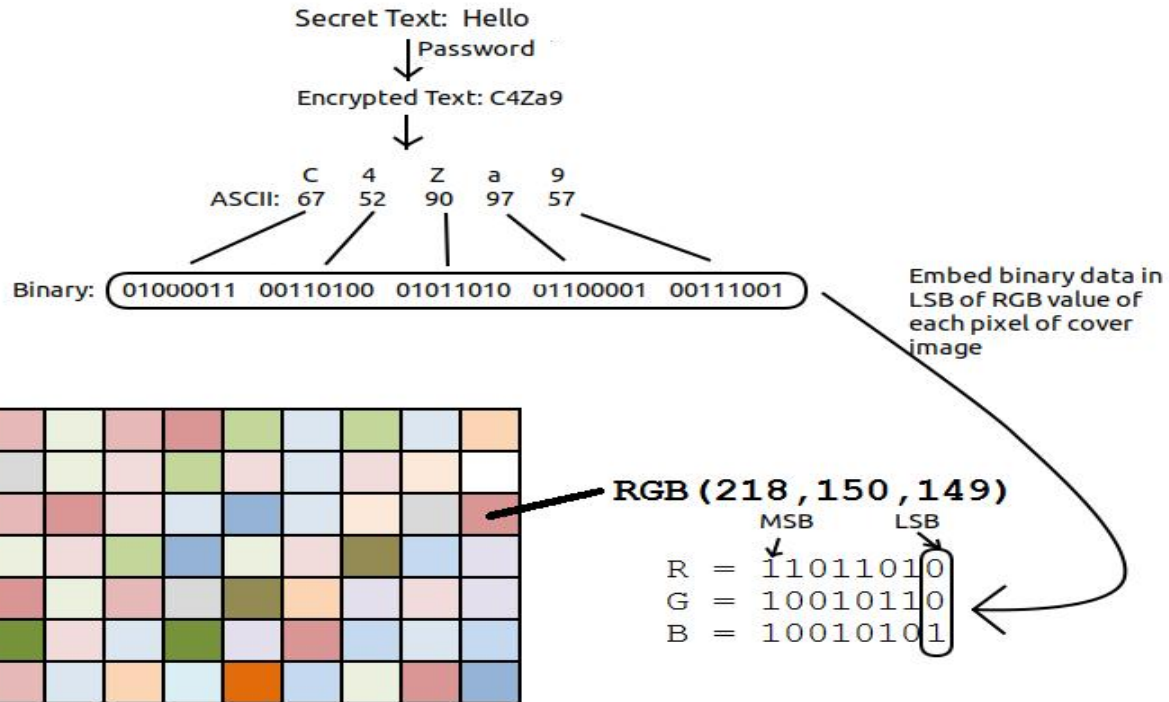 Secret Text: Hello
Password
Encrypted Text: C4Za9
C 4 Z a 9
ASCII: 67 52 90 97 57
Binary: 01000011 00110100 01011010 01100001 00111001
Embed binary data in
LSB of RGB value of
each pixel of cover
image
RGB(218,150,149)
MSB LSB
R = 11011010
G = 10010110
B = 10010101